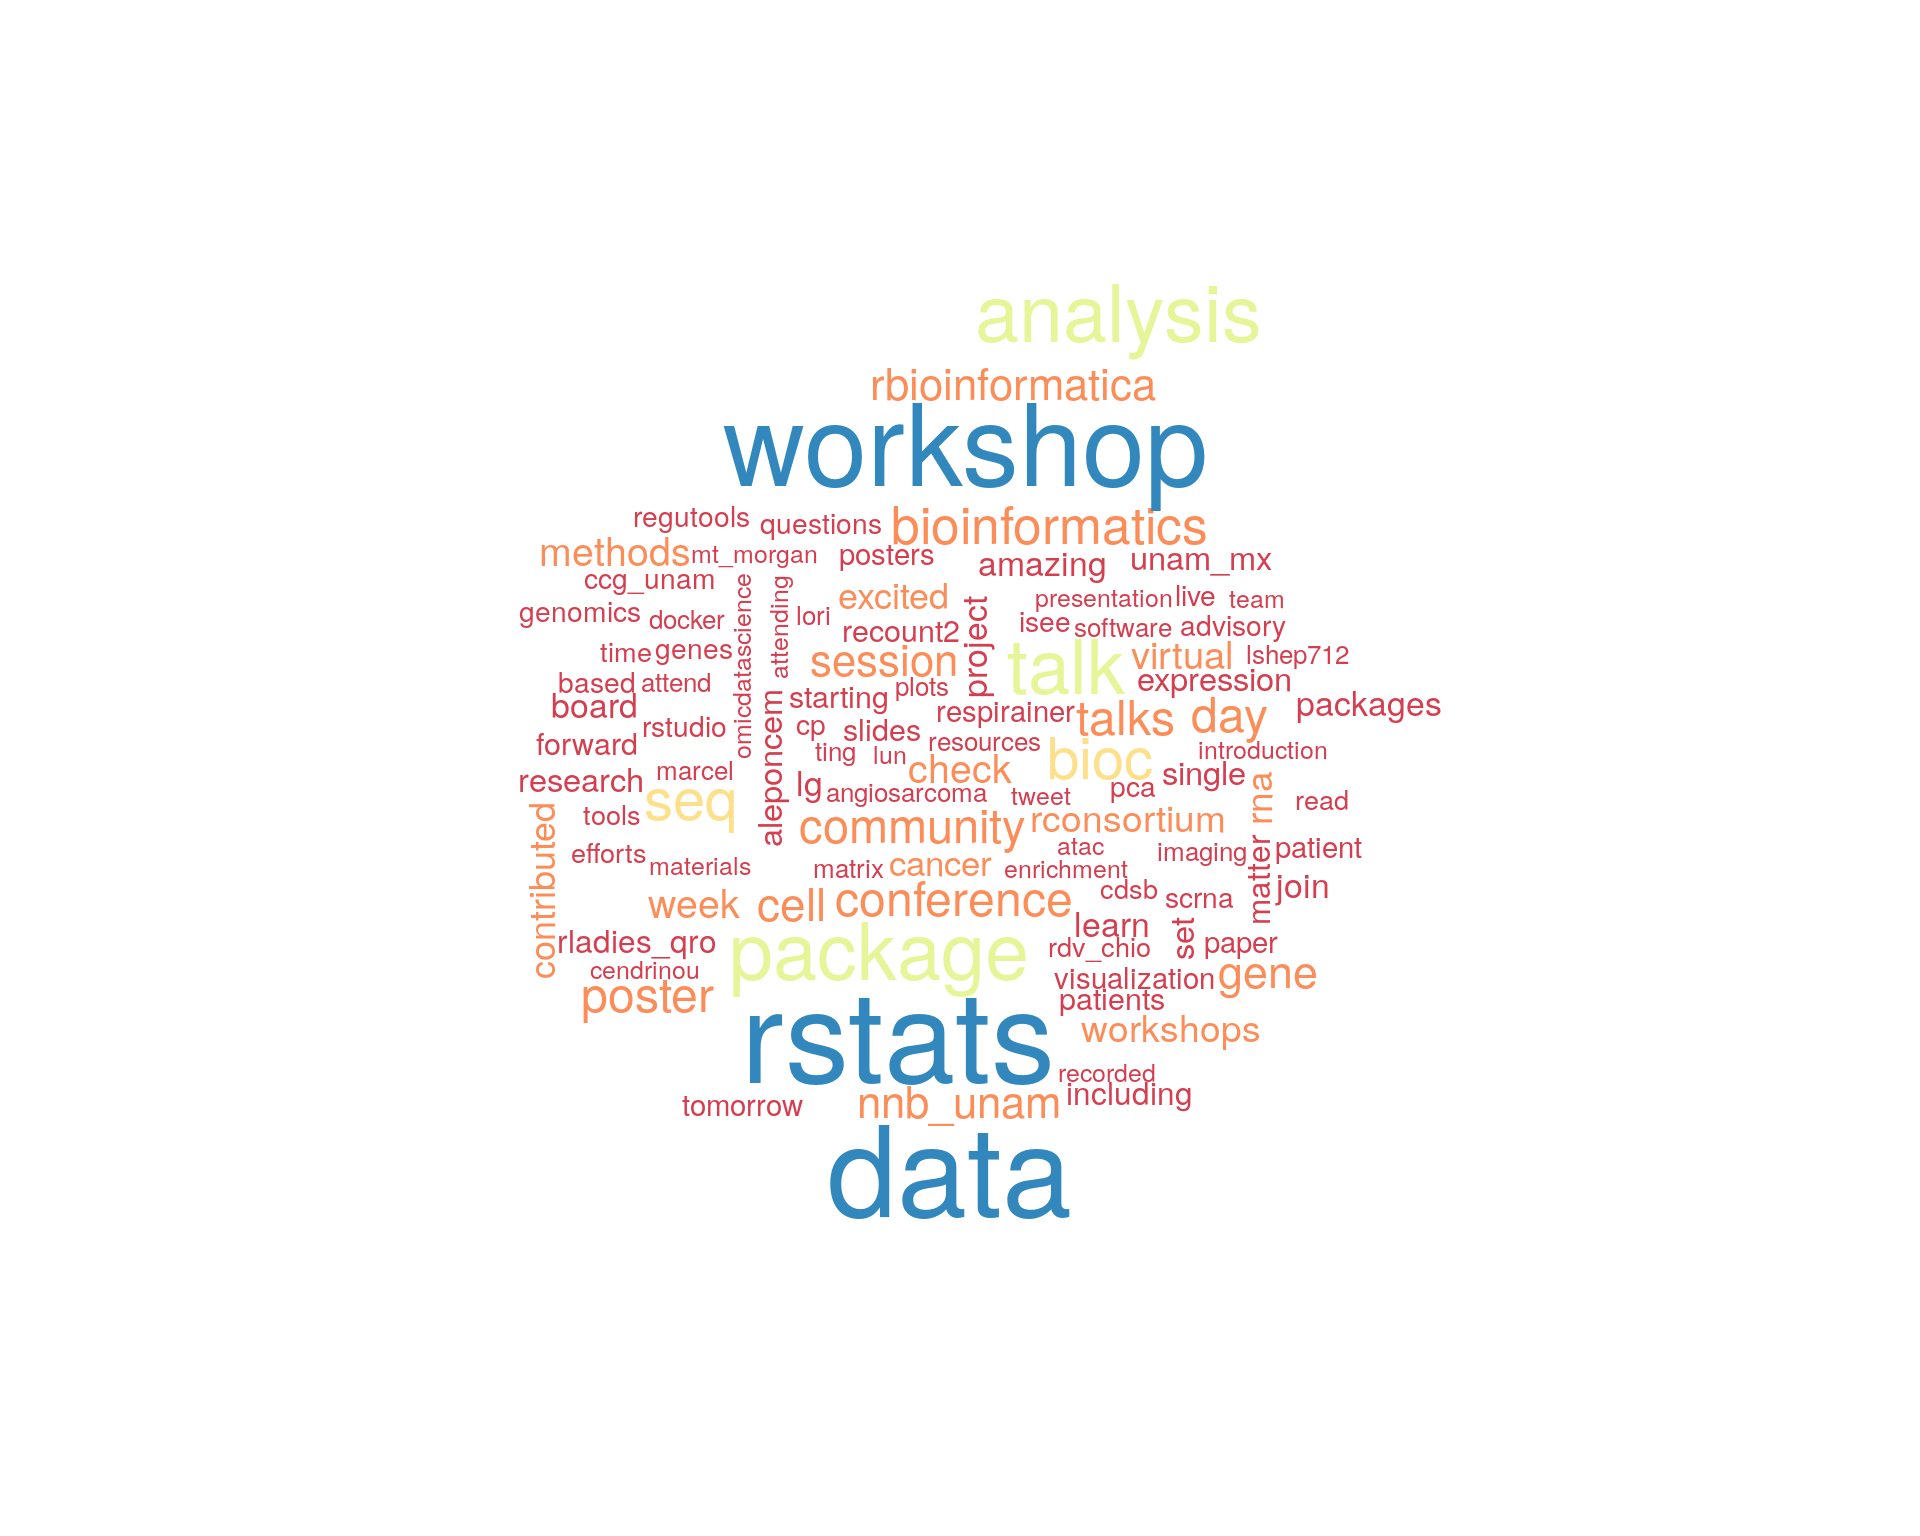 analysis
rbioinformatica
workshop
regutools questions bioinformatics
methods mt_morgan posters amazing unam_mx
ccg_unam omicdatascience attending excited project presentation live team
genomics docker lori recount2 isee software advisory
time genes session talk virtual lshep712
based attend starting plots expression
board aleponcem respirainer talks day packages
rstudio cp slides
forward ting lun resources bioc introduction
research marcel lg check single rna
seq angiosarcoma tweet pca read
contributed tools community rconsortium
efforts materials matrix cancer atac enrichment imaging matter patient
week cell conference cdsb scrna join
rladies_qro package learn rdv_chio set paper
cendrinou visualization gene
poster patients
rstats workshops
recorded
tomorrow nnb_unam including
data